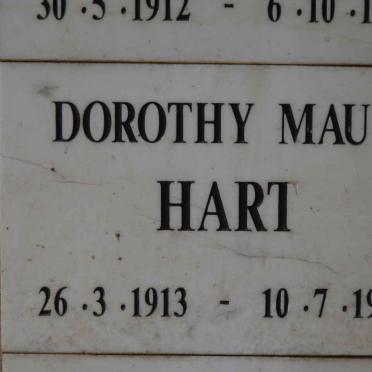 30·5·1912 - 6·10·1
DOROTHY MAU
HART
26·3·1913 - 10·7·19